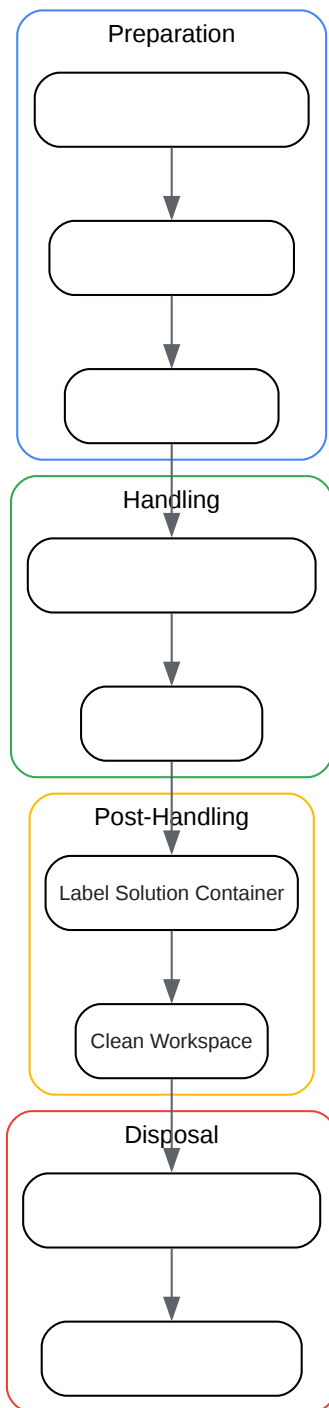 Preparation
Handling
Post-Handling
Label Solution Container
Clean Workspace
Disposal